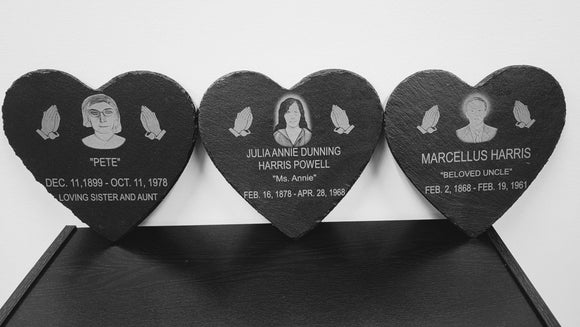 "PETE"
DEC. 11,1899 - OCT. 11, 1978
LOVING SISTER AND AUNT
JULIA ANNIE DUNNING
HARRIS POWELL
"Ms. Annie"
FEB. 16, 1878 - APR. 28, 1968
MARCELLUS HARRIS
"BELOVED UNCLE"
FEB. 2, 1868 - FEB. 19, 1961